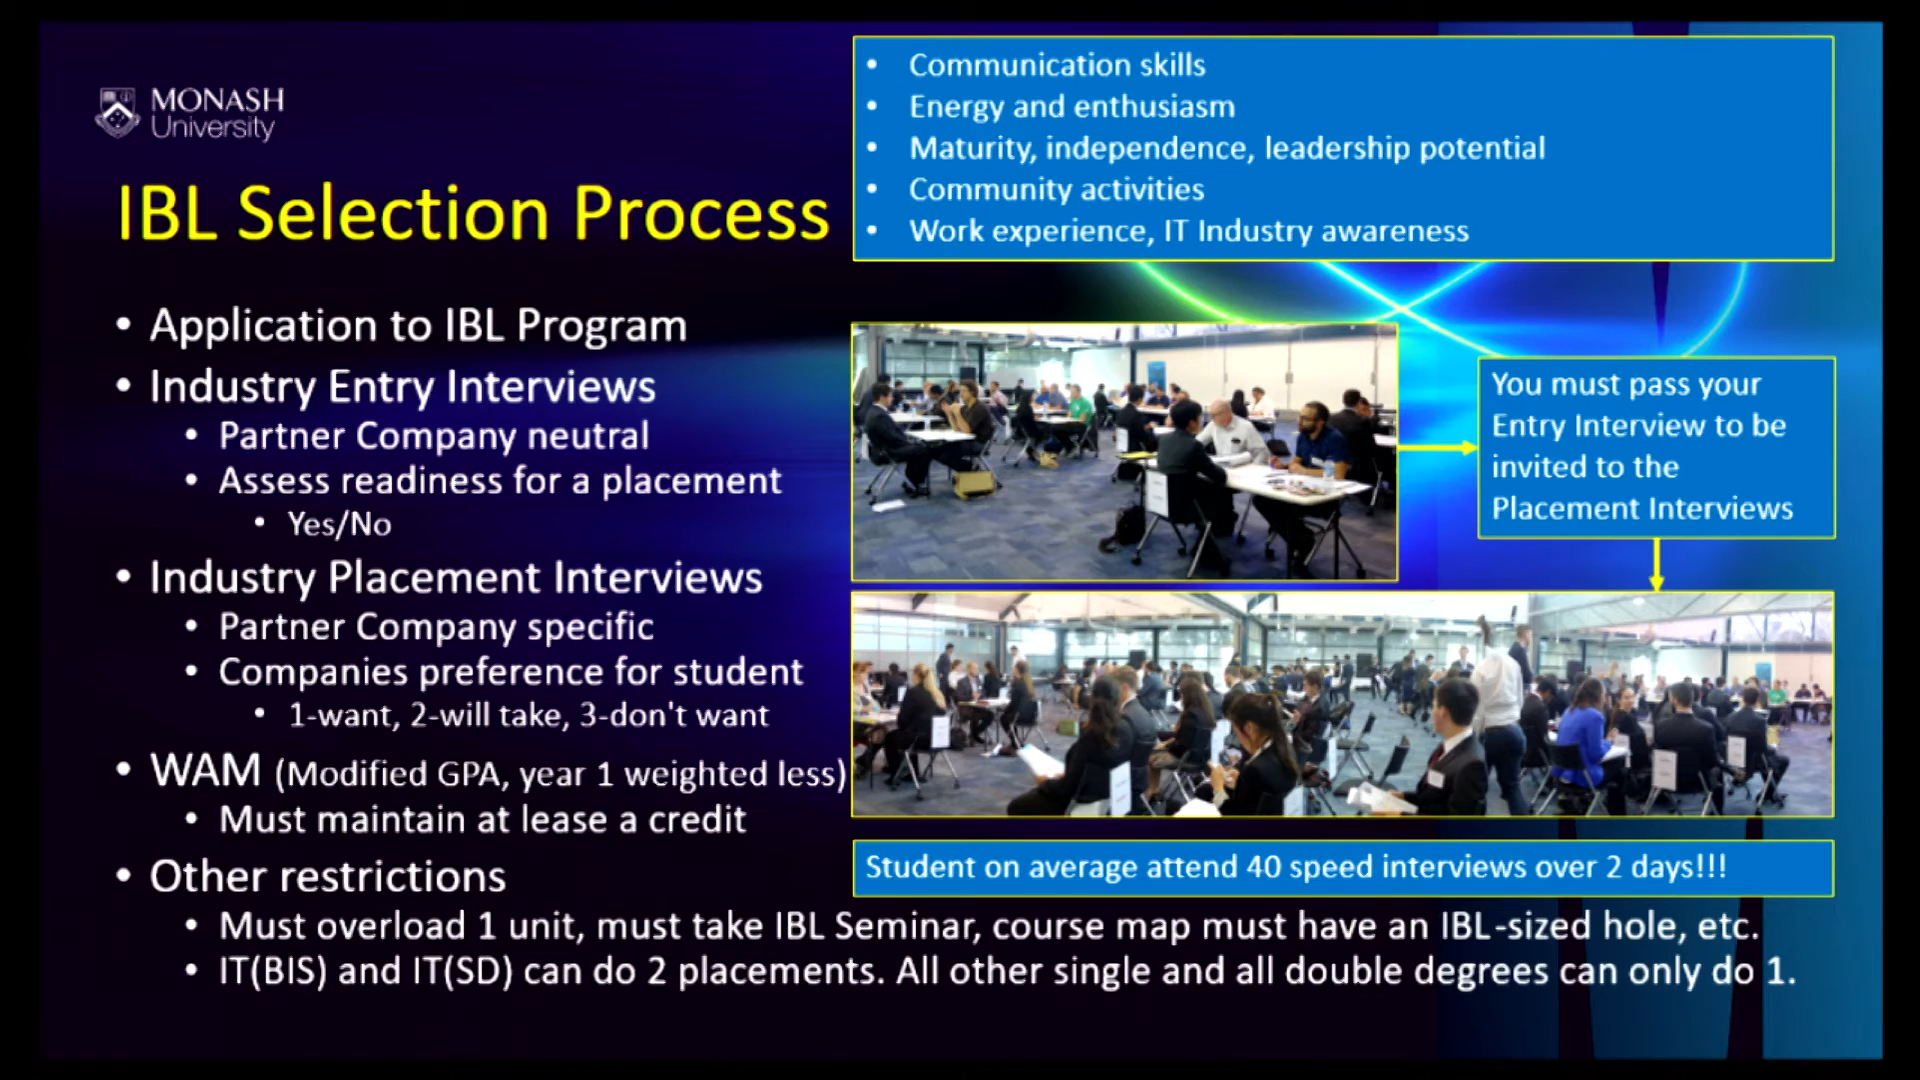 MONASH
University
IBL Selection Process
• Communication skills
• Energy and enthusiasm
• Maturity, independence, leadership potential
• Community activities
• Work experience, IT Industry awareness
• Application to IBL Program
• Industry Entry Interviews
• Partner Company neutral
• Assess readiness for a placement
• Yes/No
• Industry Placement Interviews
• Partner Company specific
• Companies preference for student
• 1-want, 2-will take, 3-don't want
• WAM (Modified GPA, year 1 weighted less)
• Must maintain at lease a credit
• Other restrictions
• Must overload 1 unit, must take IBL Seminar, course map must have an IBL-sized hole, etc.
• IT(BIS) and IT(SD) can do 2 placements. All other single and all double degrees can only do 1.
You must pass your
Entry Interview to be
invited to the
Placement Interviews
Student on average attend 40 speed interviews over 2 days!!!